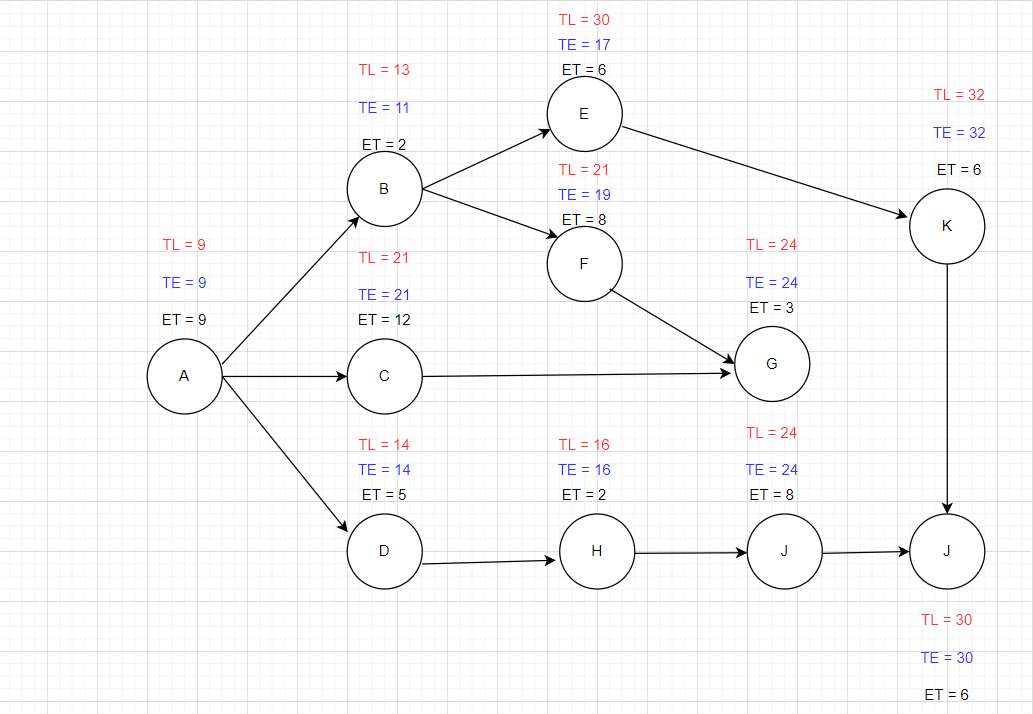 TL = 30
TE = 17
ET = 6
E
TL = 13
TE = 11
ET = 2
B
TL = 32
TE = 32
ET = 6
K
TL = 21
TE = 19
ET = 8
F
TL = 9
TE = 9
ET = 9
A
TL = 21
TE = 21
ET = 12
C
TL = 24
TE = 24
ET = 3
G
TL = 14
TE = 14
ET = 5
D
TL = 16
TE = 16
ET = 2
H
TL = 24
TE = 24
ET = 8
J
J
TL = 30
TE = 30
ET = 6